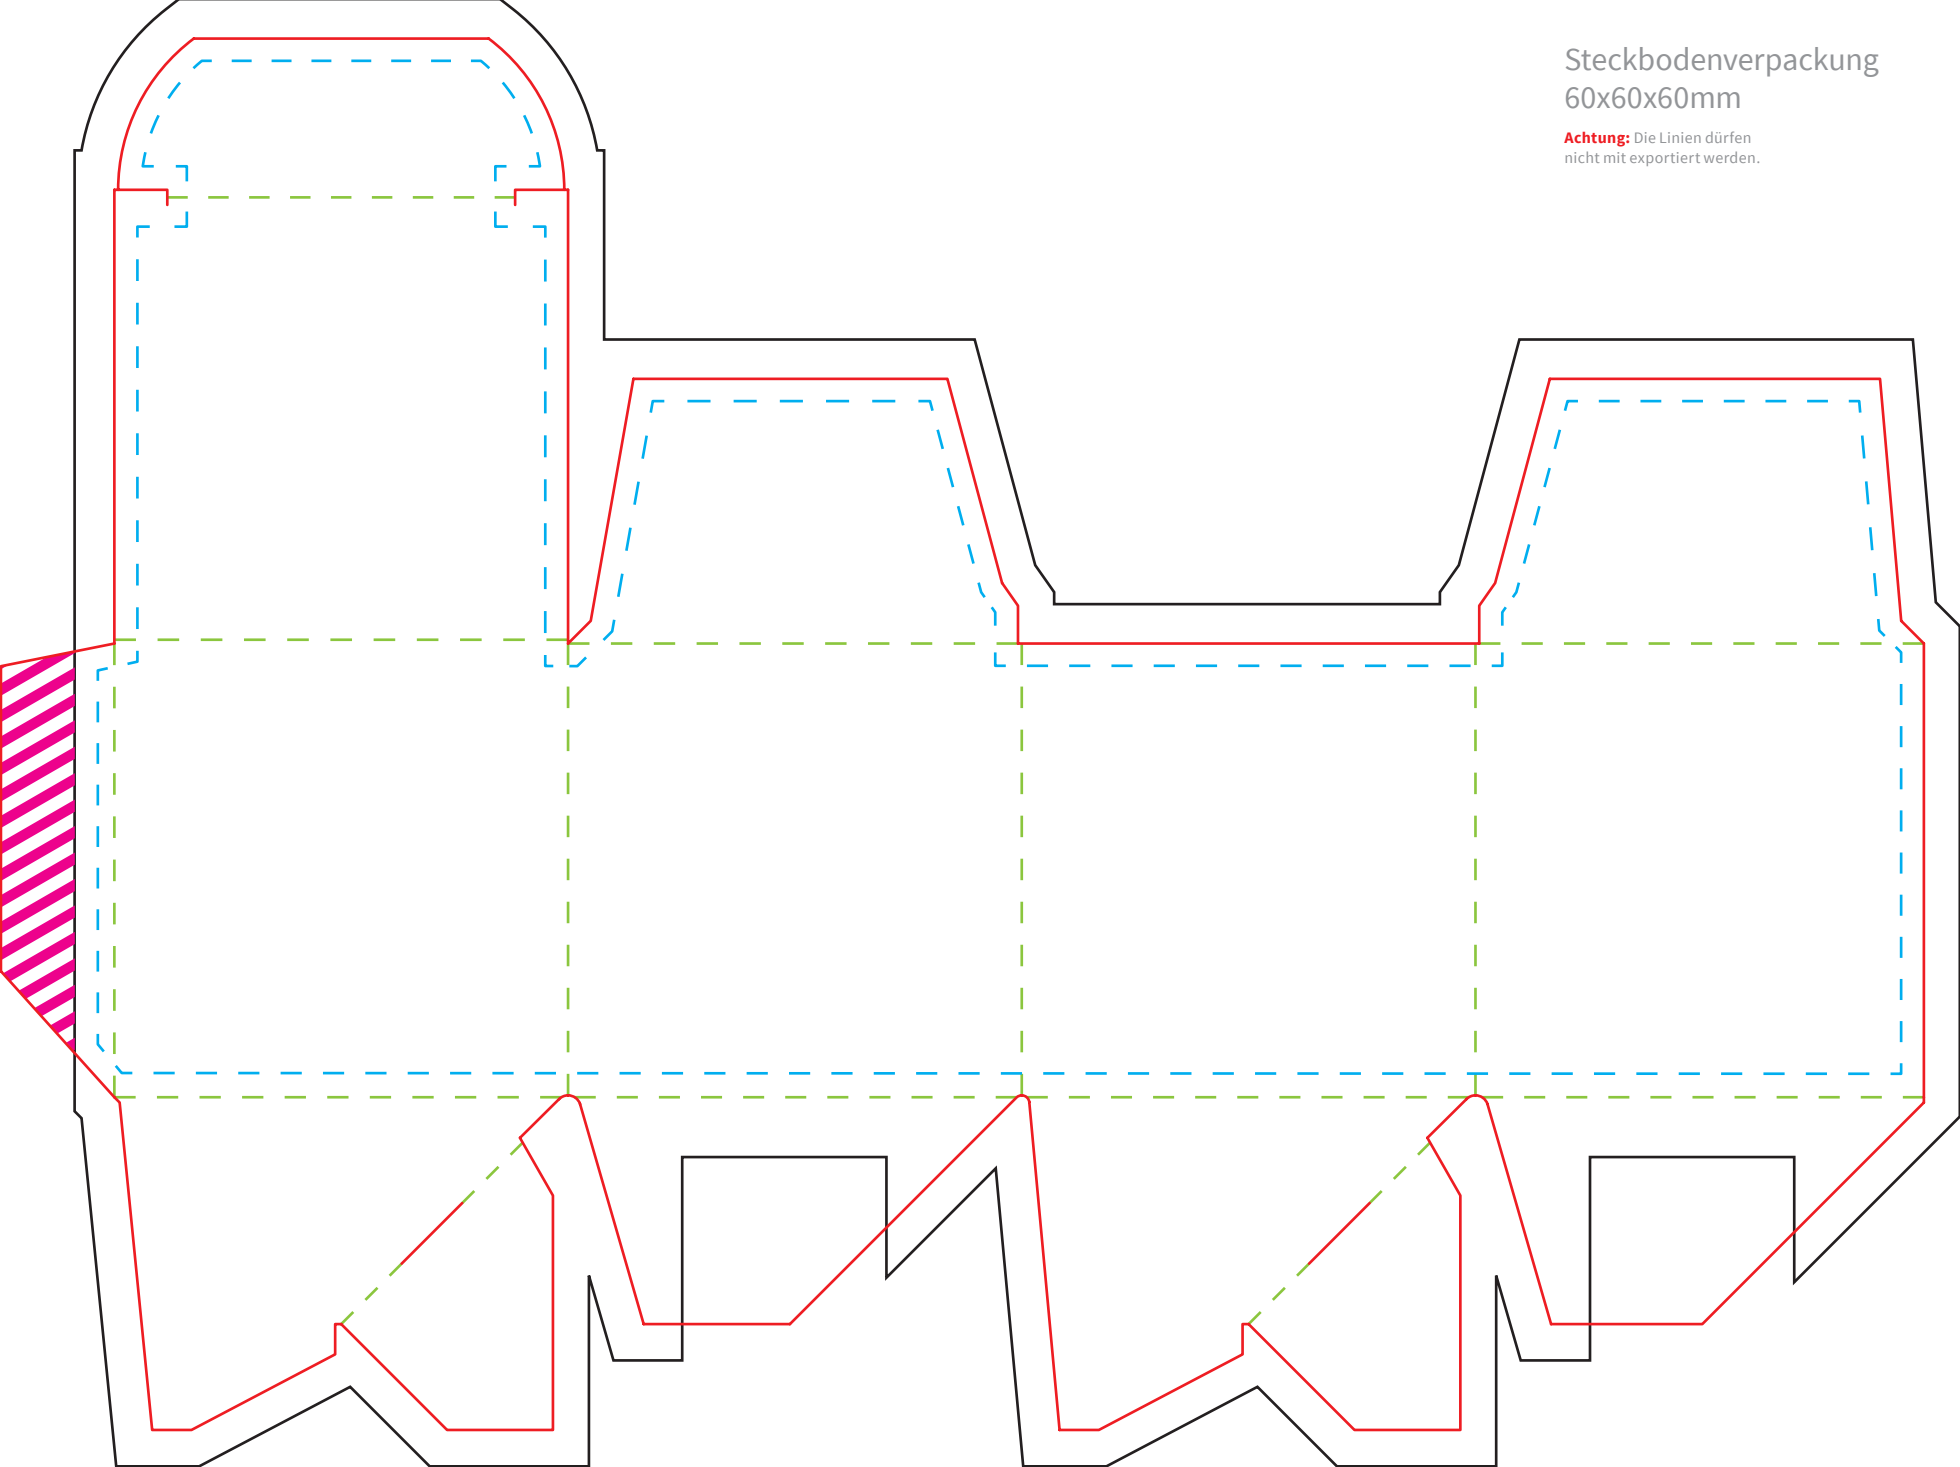 Steckbodenverpackung
60x60x60mm
Achtung: Die Linien dürfen
nicht mit exportiert werden.